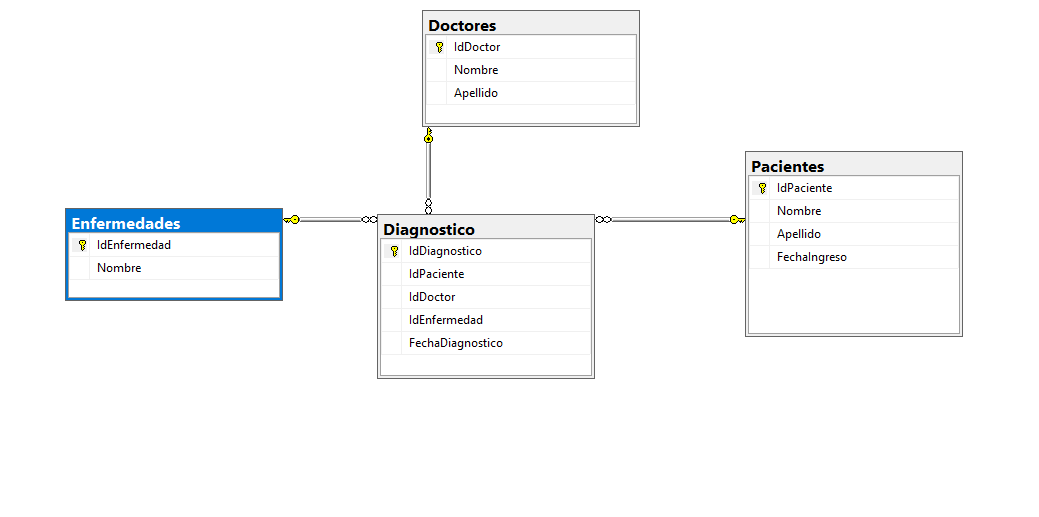 Doctores
IdDoctor
Nombre
Apellido
Pacientes
IdPaciente
Nombre
Apellido
FechaIngreso
Enfermedades
IdEnfermedad
Nombre
Diagnostico
IdDiagnostico
IdPaciente
IdDoctor
IdEnfermedad
FechaDiagnostico